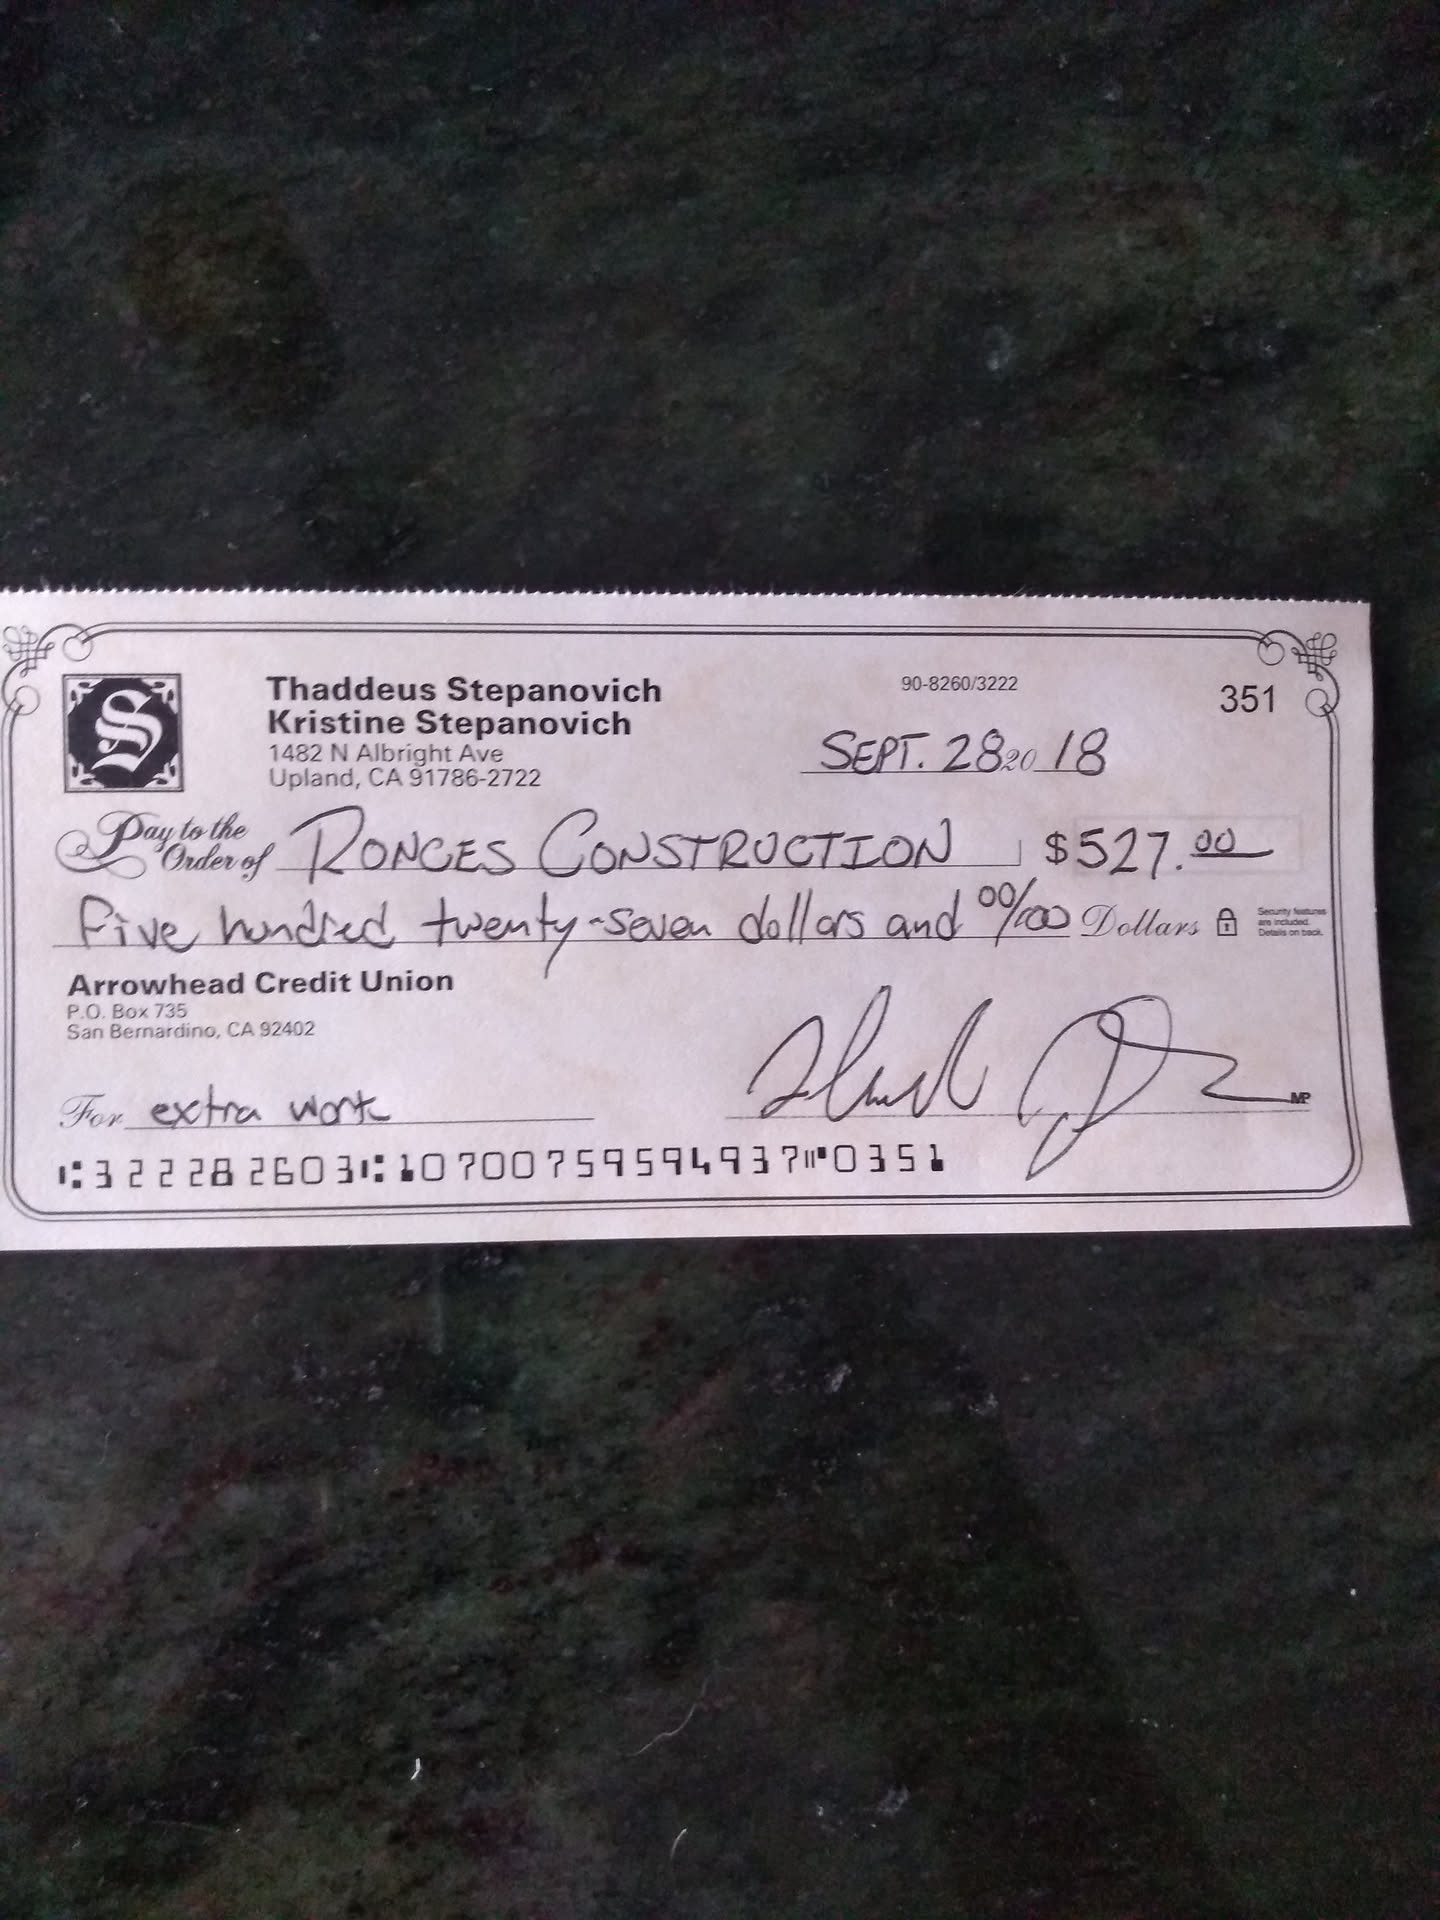 S
Thaddeus Stepanovich
Kristine Stepanovich
1482 N Albright Ave
Upland, CA 91786-2722
90-8260/3222
351
SEPT. 28 20 18
Pay to the
Order of RONCES CONSTRUCTION $527.00
five hundred twenty-seven dollars and 00/100 Dollars
Security features
are included.
Details on back.
Arrowhead Credit Union
P.O. Box 735
San Bernardino, CA 92402
For extra work
MP
⑆322282603⑆10700759594937⑈0351